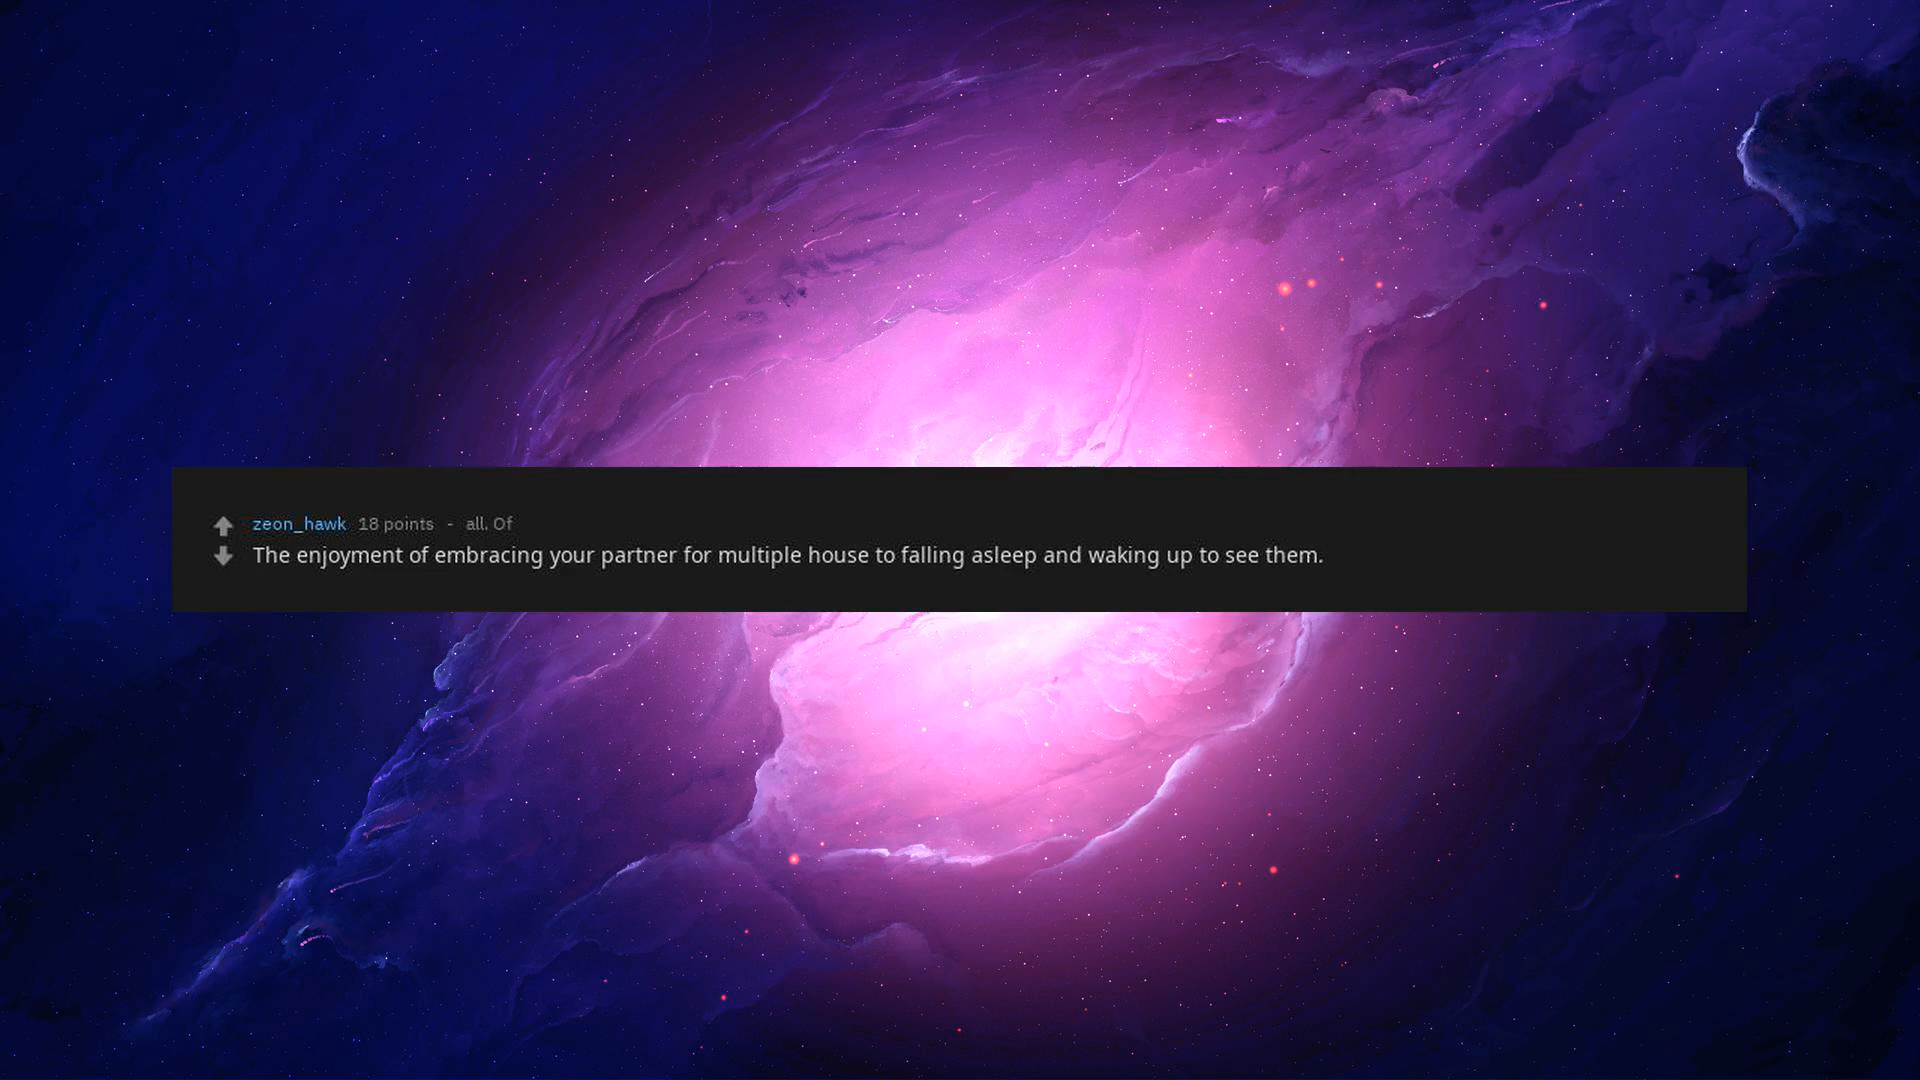 zeon_hawk 18 points - all. Of
The enjoyment of embracing your partner for multiple house to falling asleep and waking up to see them.